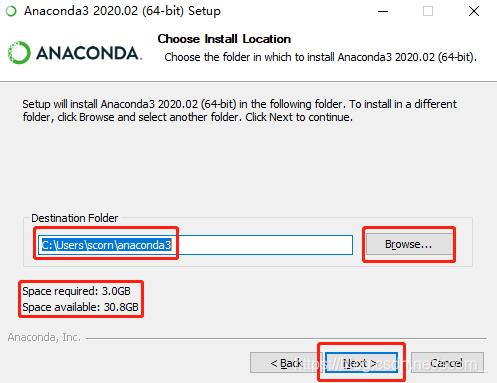 Anaconda3 2020.02 (64-bit) Setup
ANACONDA.
Choose Install Location
Choose the folder in which to install Anaconda3 2020.02 (64-bit).
Setup will install Anaconda3 2020.02 (64-bit) in the following folder. To install in a different
folder, click Browse and select another folder. Click Next to continue.
Destination Folder
C:\Users\scorn\anaconda3
Browse...
Space required: 3.0GB
Space available: 30.8GB
Anaconda, Inc.
< Back
Next >
Cancel